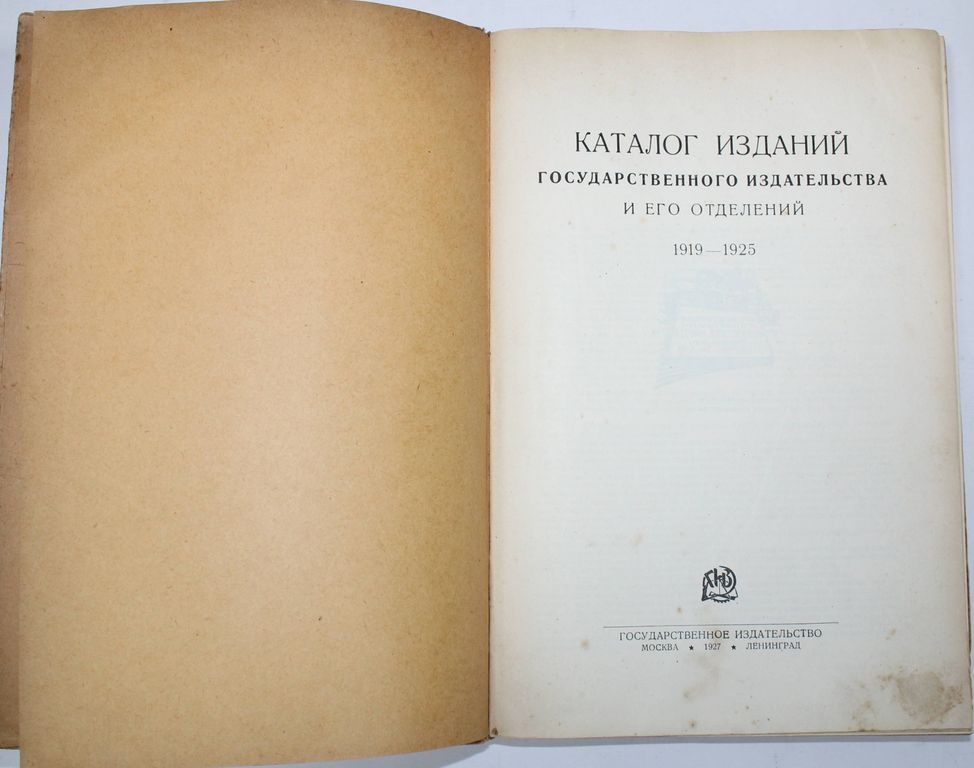 КАТАЛОГ ИЗДАНИЙ
ГОСУДАРСТВЕННОГО ИЗДАТЕЛЬСТВА
И ЕГО ОТДЕЛЕНИЙ
1919—1925
ГОСУДАРСТВЕННОЕ ИЗДАТЕЛЬСТВО
МОСКВА ★ 1927 ★ ЛЕНИНГРАД